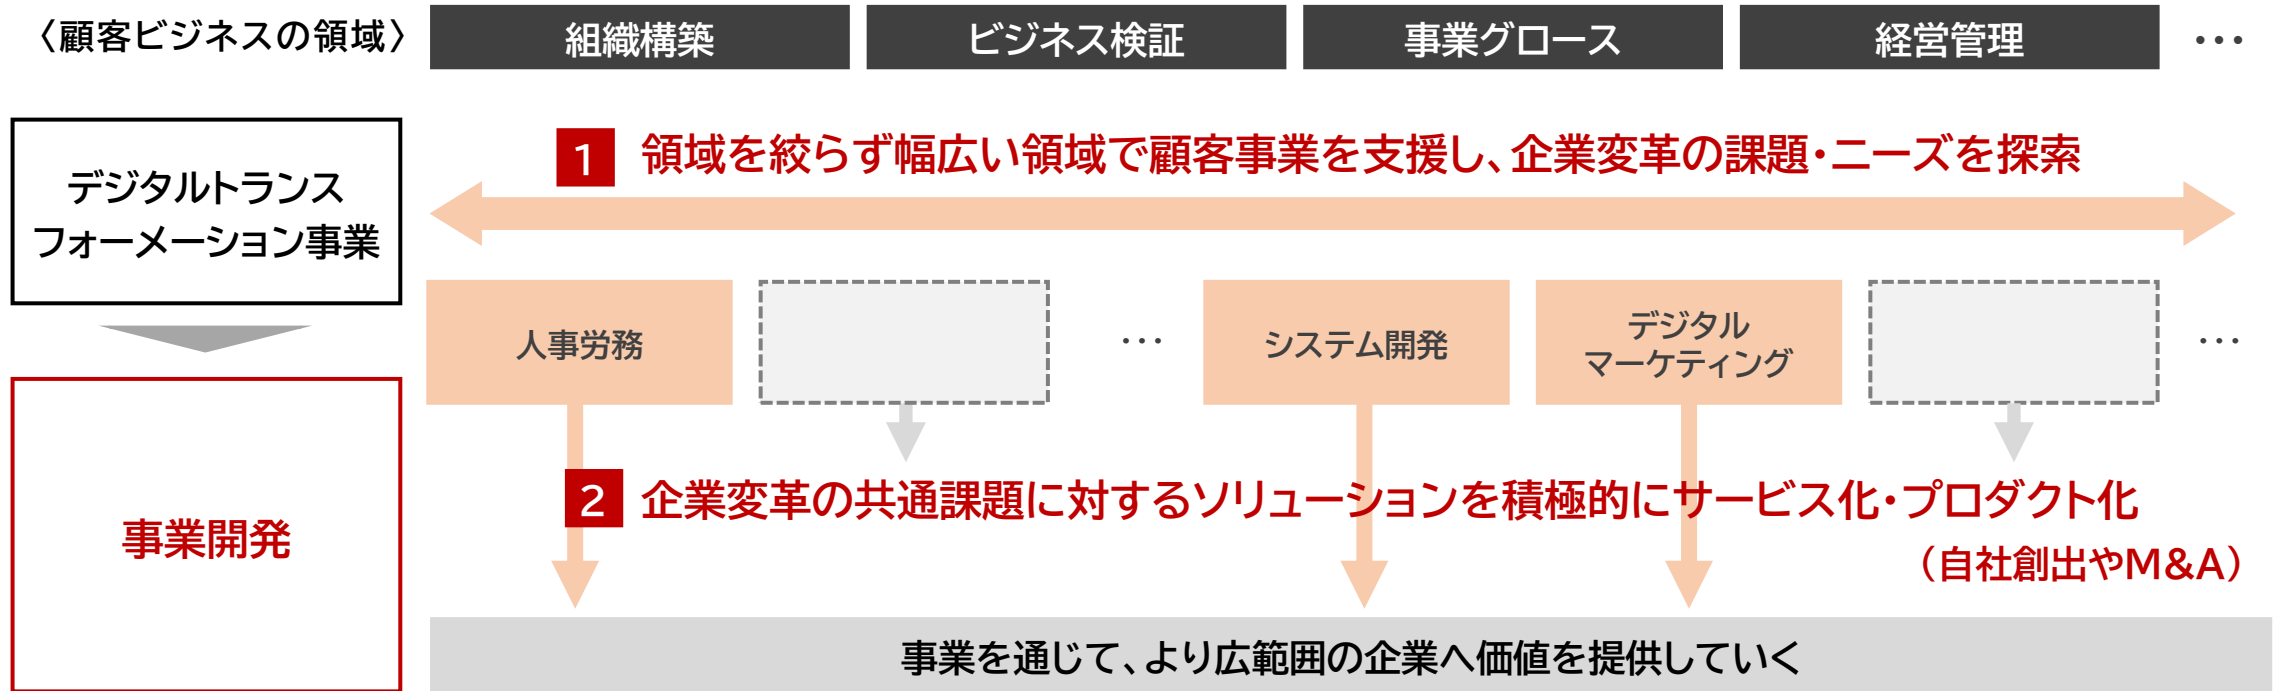 〈顧客ビジネスの領域〉
組織構築
ビジネス検証
事業グロース
経営管理
…
デジタルトランス
フォーメーション事業
1 領域を絞らず幅広い領域で顧客事業を支援し、企業変革の課題・ニーズを探索
人事労務
…
システム開発
デジタル
マーケティング
…
事業開発
2 企業変革の共通課題に対するソリューションを積極的にサービス化・プロダクト化
（自社創出やM&A）
事業を通じて、より広範囲の企業へ価値を提供していく